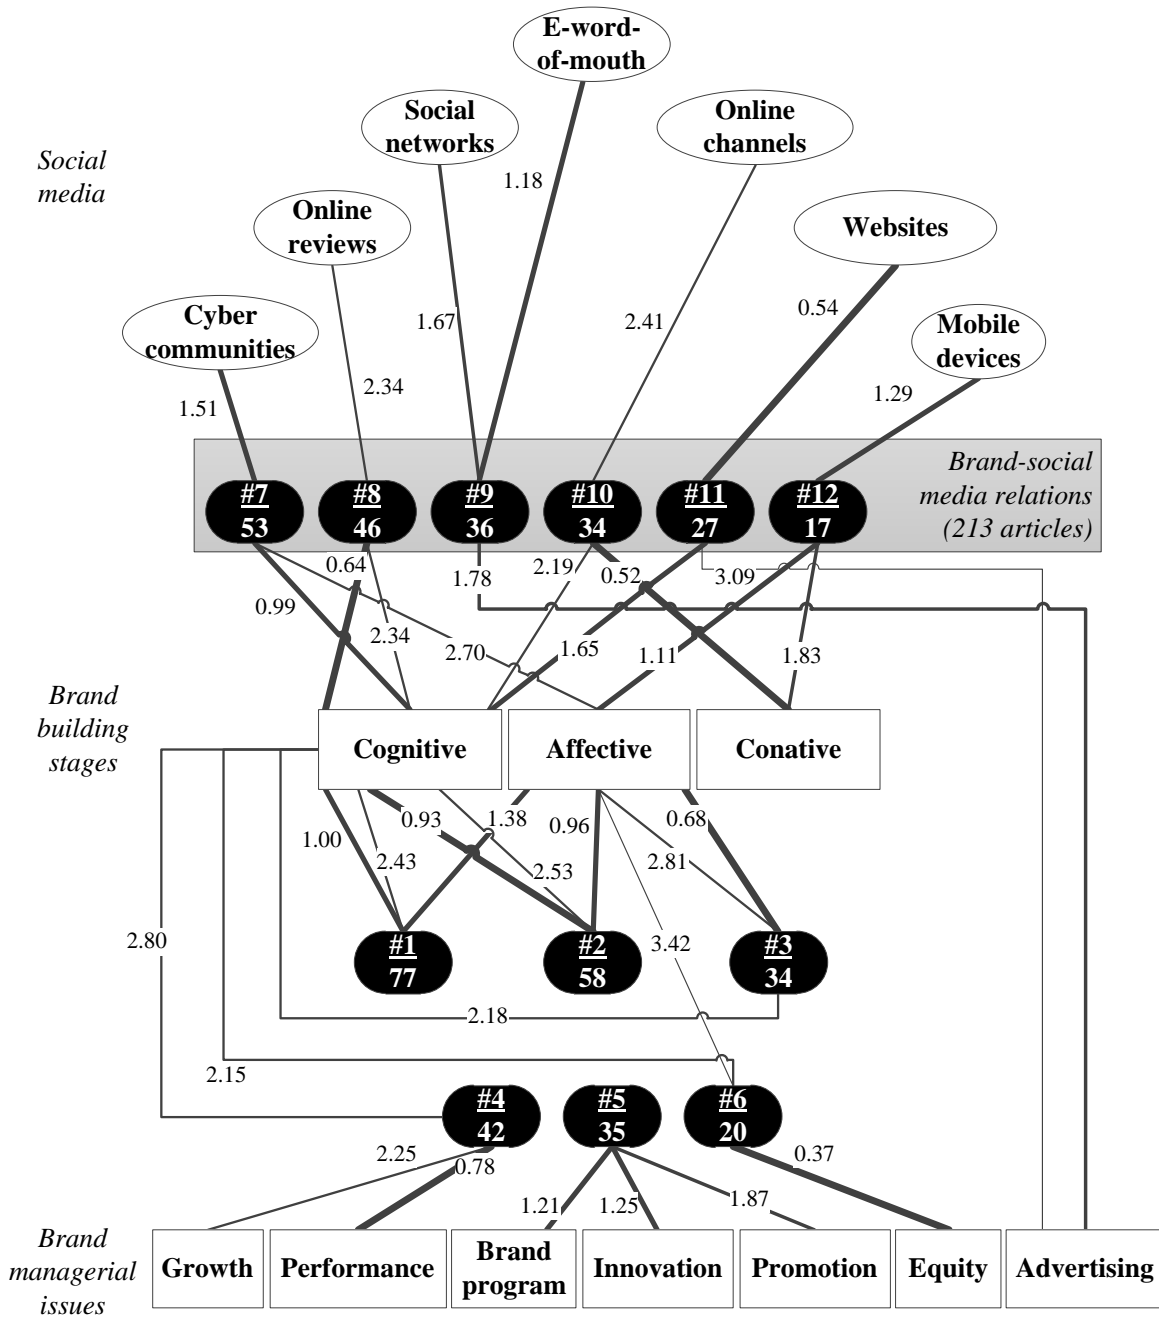 E-word-
of-mouth
Social
networks
Online
channels
Social
media
1.18
Online
reviews
Websites
Cyber
communities
1.67
2.41
0.54
Mobile
devices
1.51
2.34
1.29
Brand-social
media relations
(213 articles)
#7
53
#8
46
#9
36
#10
34
#11
27
#12
17
0.64
1.78
2.19
0.52
3.09
0.99
2.34
2.70
1.65
1.11
1.83
Brand
building
stages
Cognitive
Affective
Conative
1.00
0.93
1.38
0.96
0.68
2.43
2.53
2.81
2.80
#1
77
#2
58
3.42
#3
34
2.18
2.15
#4
42
#5
35
#6
20
2.25
0.78
0.37
1.21
1.25
1.87
Brand
managerial
issues
Growth
Performance
Brand
program
Innovation
Promotion
Equity
Advertising